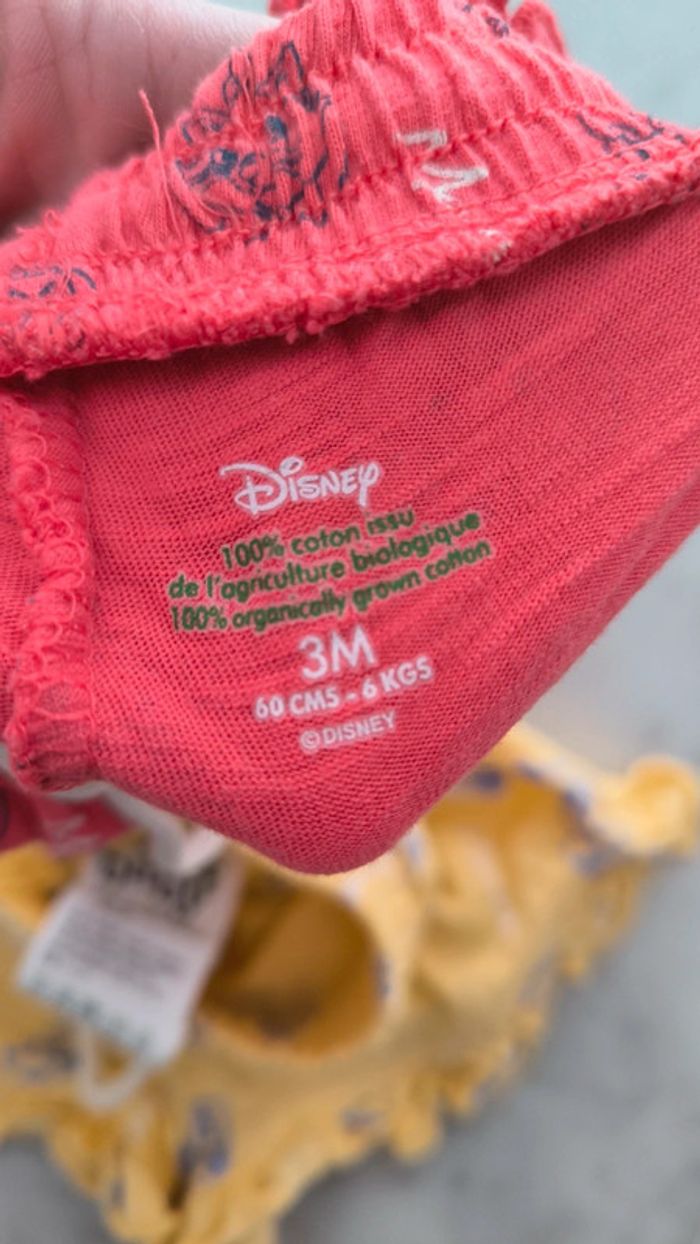 DISNEY
100% coton issu
de l'agriculture biologique
100% organically grown cotton
3M
60 CMS - 6 KGS
©DISNEY